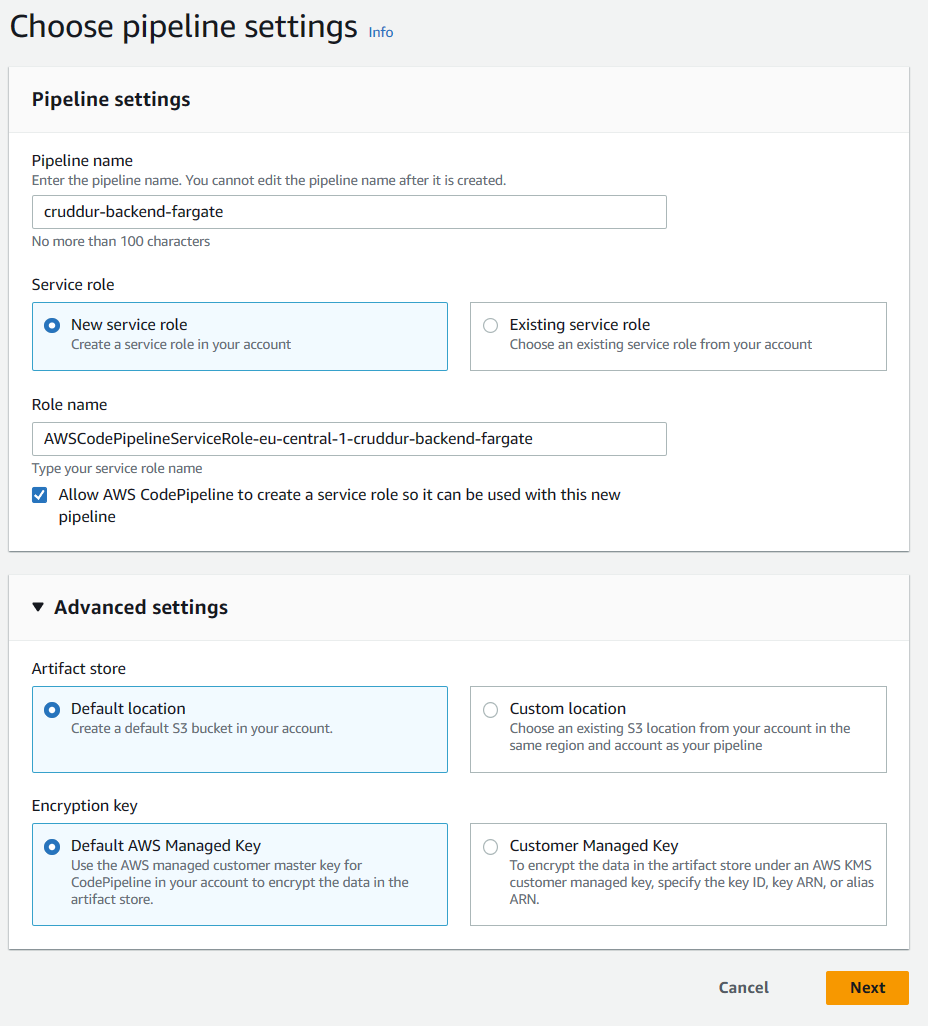 Choose pipeline settings Info
Pipeline settings
Pipeline name
Enter the pipeline name. You cannot edit the pipeline name after it is created.
cruddur-backend-fargate
No more than 100 characters
Service role
New service role
Create a service role in your account
Existing service role
Choose an existing service role from your account
Role name
AWSCodePipelineServiceRole-eu-central-1-cruddur-backend-fargate
Type your service role name
Allow AWS CodePipeline to create a service role so it can be used with this new
pipeline
Advanced settings
Artifact store
Default location
Create a default S3 bucket in your account.
Custom location
Choose an existing S3 location from your account in the
same region and account as your pipeline
Encryption key
Default AWS Managed Key
Use the AWS managed customer master key for
CodePipeline in your account to encrypt the data in the
artifact store.
Customer Managed Key
To encrypt the data in the artifact store under an AWS KMS
customer managed key, specify the key ID, key ARN, or alias
ARN.
Cancel
Next